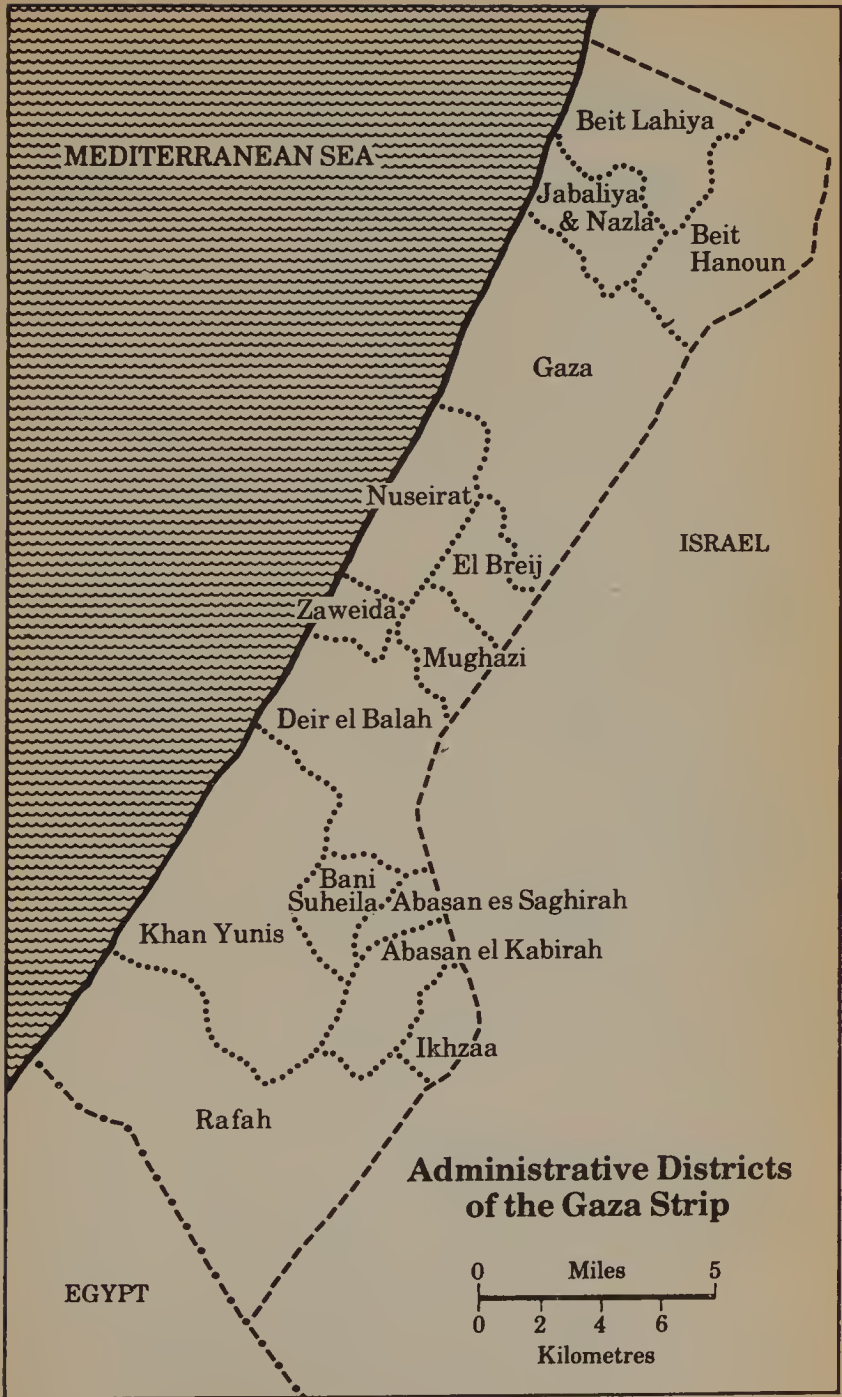 MEDITERRANEAN SEA
Beit Lahiya
Jabaliya
& Nazla
Beit
Hanoun
Gaza
Nuseirat
ISRAEL
El Breij
Zaweida
Mughazi
Deir el Balah
Bani
Suheila
Abasan es Saghirah
Khan Yunis
Abasan el Kabirah
Ikhzaa
Rafah
Administrative Districts
of the Gaza Strip
EGYPT
0 Miles 5
0 2 4 6
Kilometres